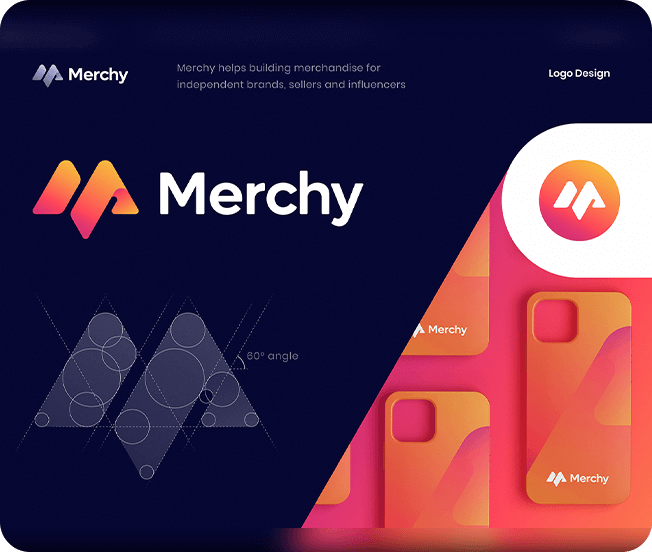 Merchy
Merchy helps building merchandise for
independent brands, sellers and influencers
Logo Design
Merchy
60° angle
Merchy
Merchy